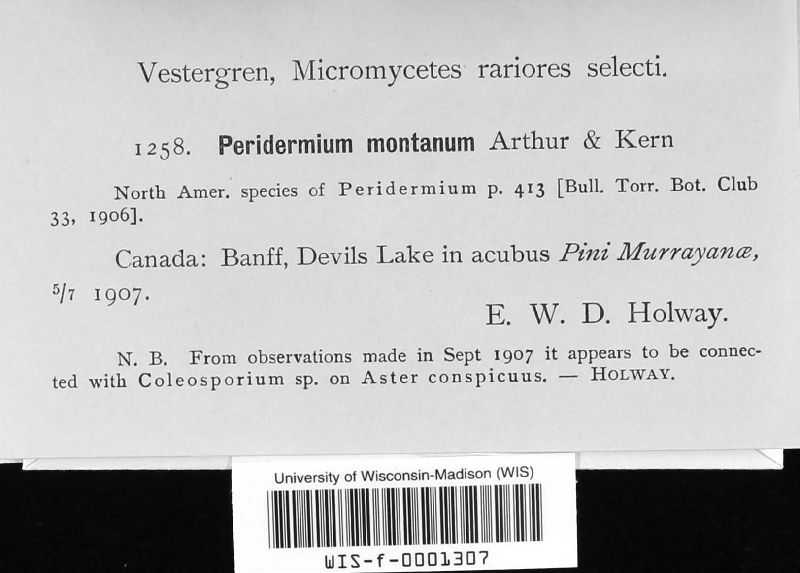 Vestergren, Micromycetes rariores selecti.
1258. Peridermium montanum Arthur & Kern
North Amer. species of Peridermium p. 413 [Bull. Torr. Bot. Club
33, 1906].
Canada: Banff, Devils Lake in acubus Pini Murrayanæ,
5/7 1907.
E. W. D. Holway.
N. B. From observations made in Sept 1907 it appears to be connec-
ted with Coleosporium sp. on Aster conspicuus. — HOLWAY.
University of Wisconsin-Madison (WIS)
WIS-f-0001307